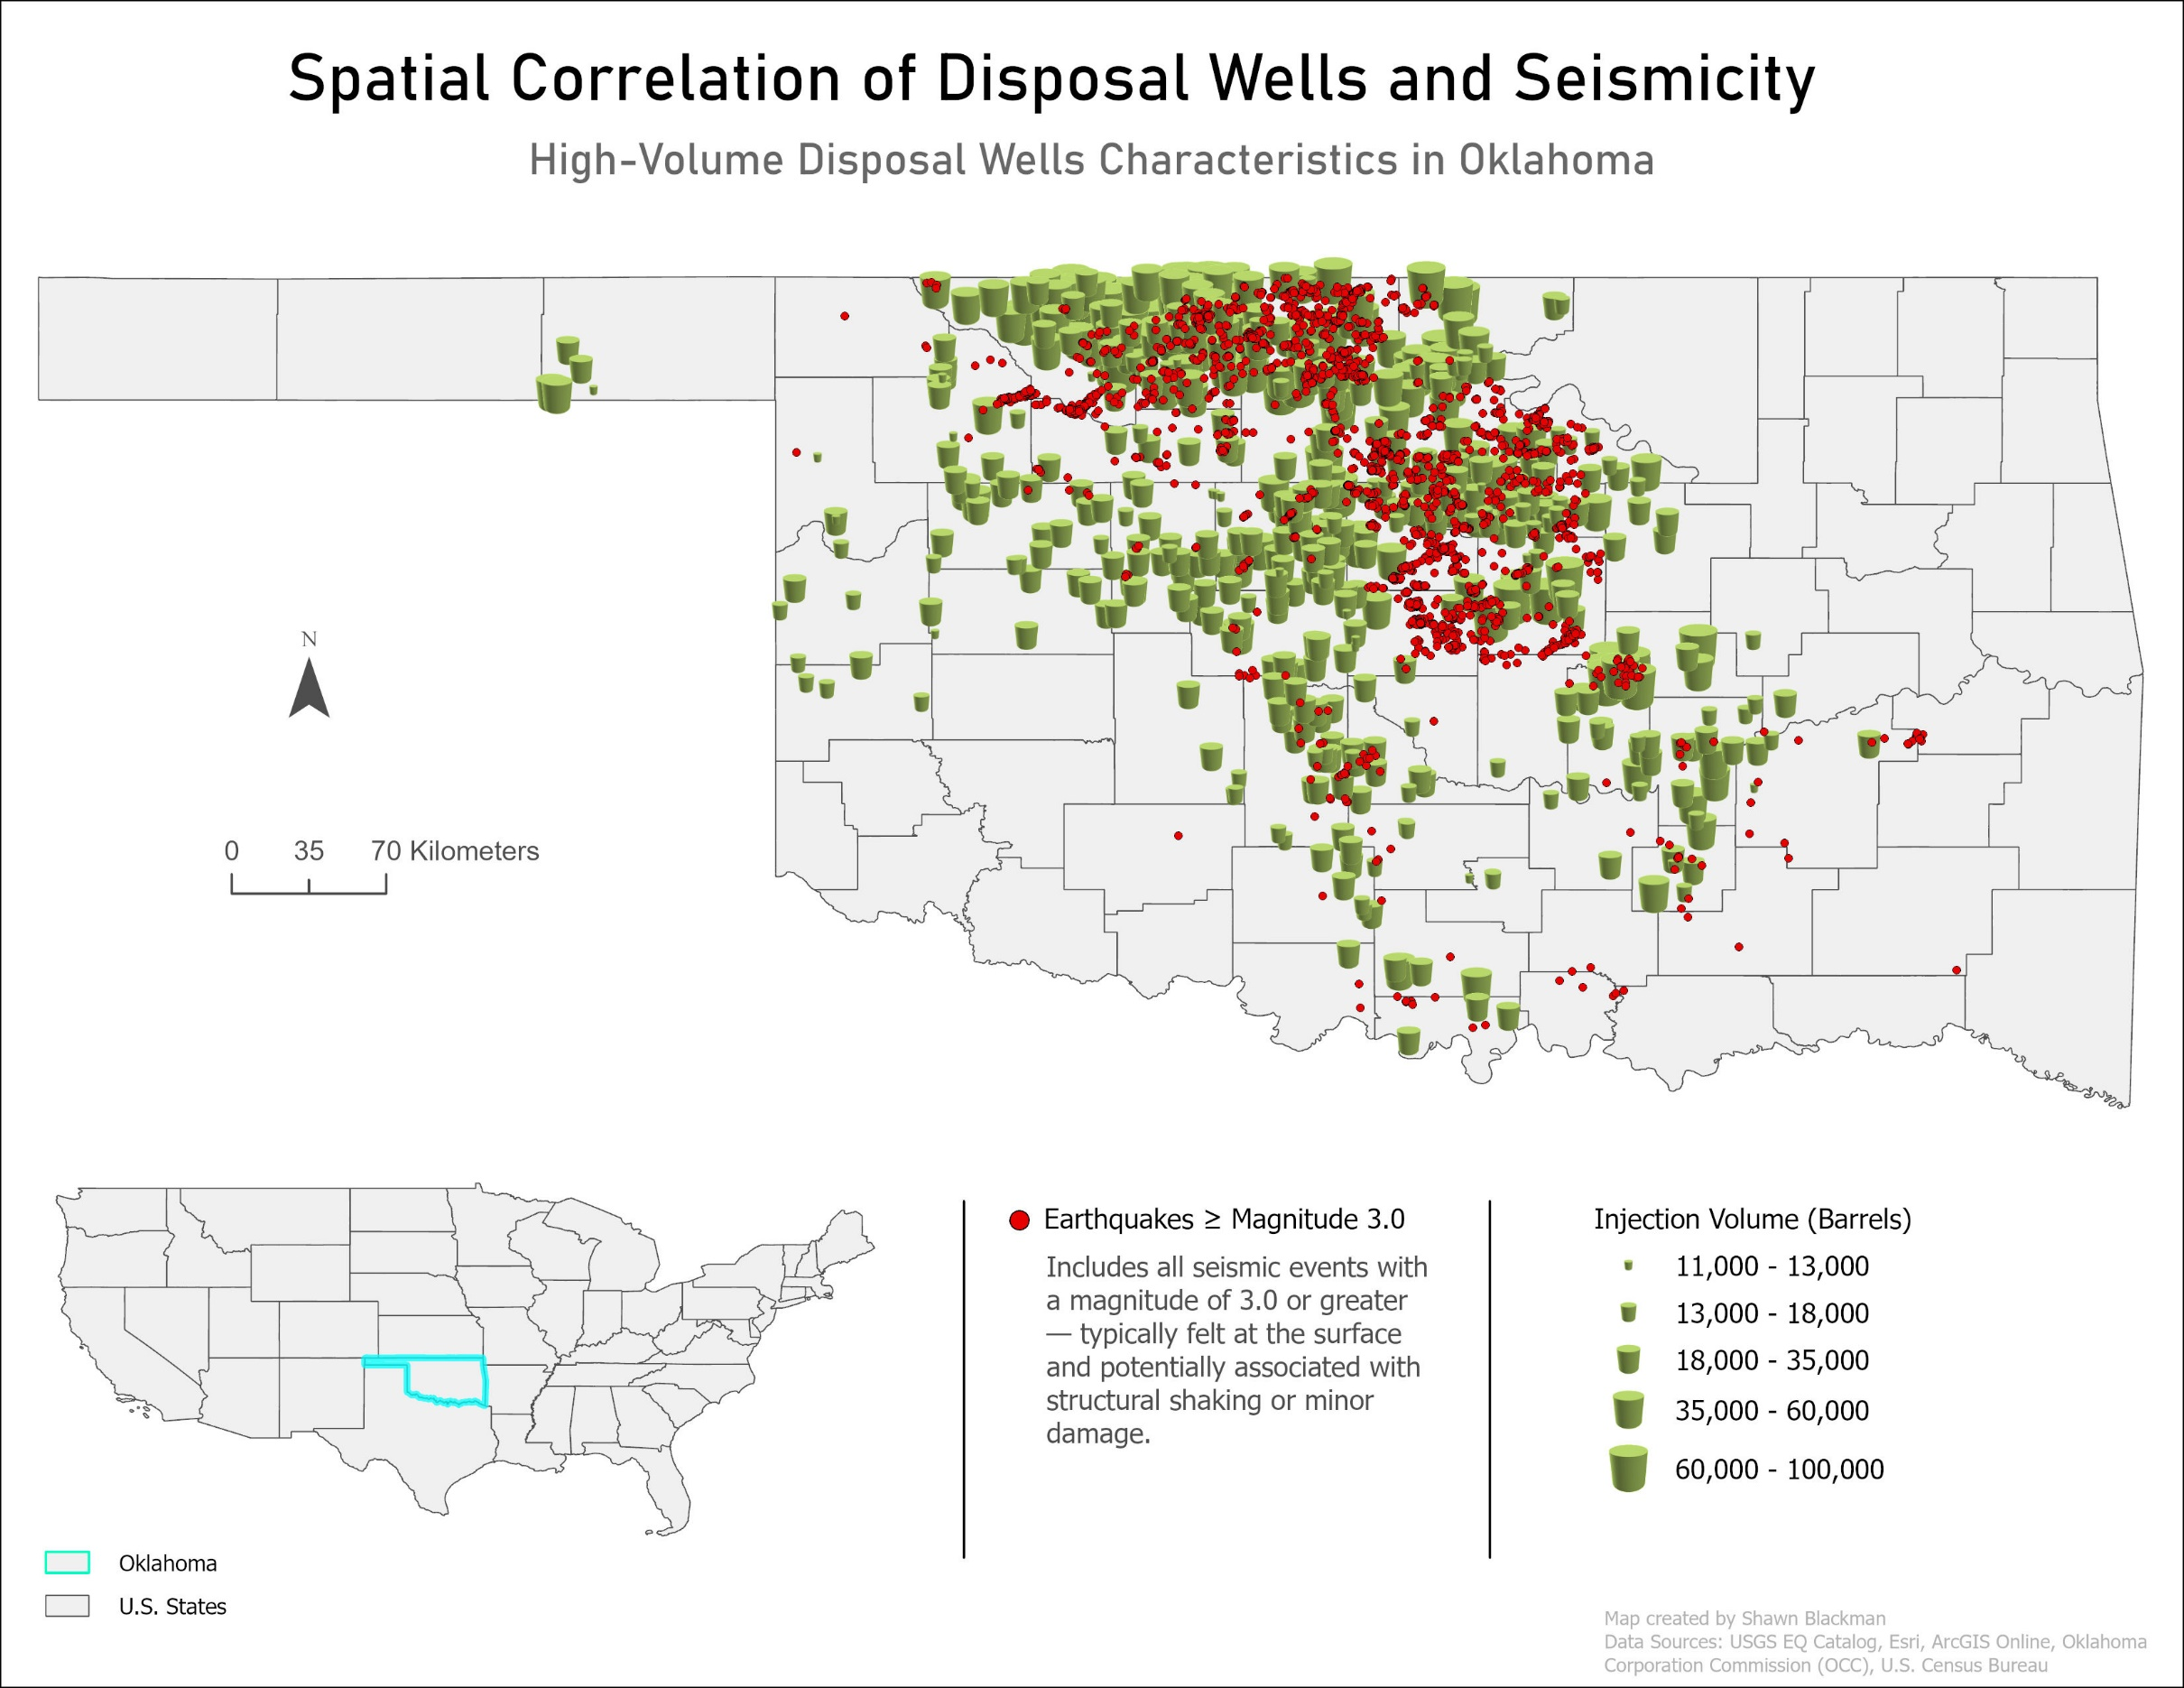 Spatial Correlation of Disposal Wells and Seismicity
High-Volume Disposal Wells Characteristics in Oklahoma
N
0 35 70 Kilometers
Earthquakes ≥ Magnitude 3.0
Includes all seismic events with
a magnitude of 3.0 or greater
— typically felt at the surface
and potentially associated with
structural shaking or minor
damage.
Injection Volume (Barrels)
11,000 - 13,000
13,000 - 18,000
18,000 - 35,000
35,000 - 60,000
60,000 - 100,000
Oklahoma
U.S. States
Map created by Shawn Blackman
Data Sources: USGS EQ Catalog, Esri, ArcGIS Online, Oklahoma
Corporation Commission (OCC), U.S. Census Bureau